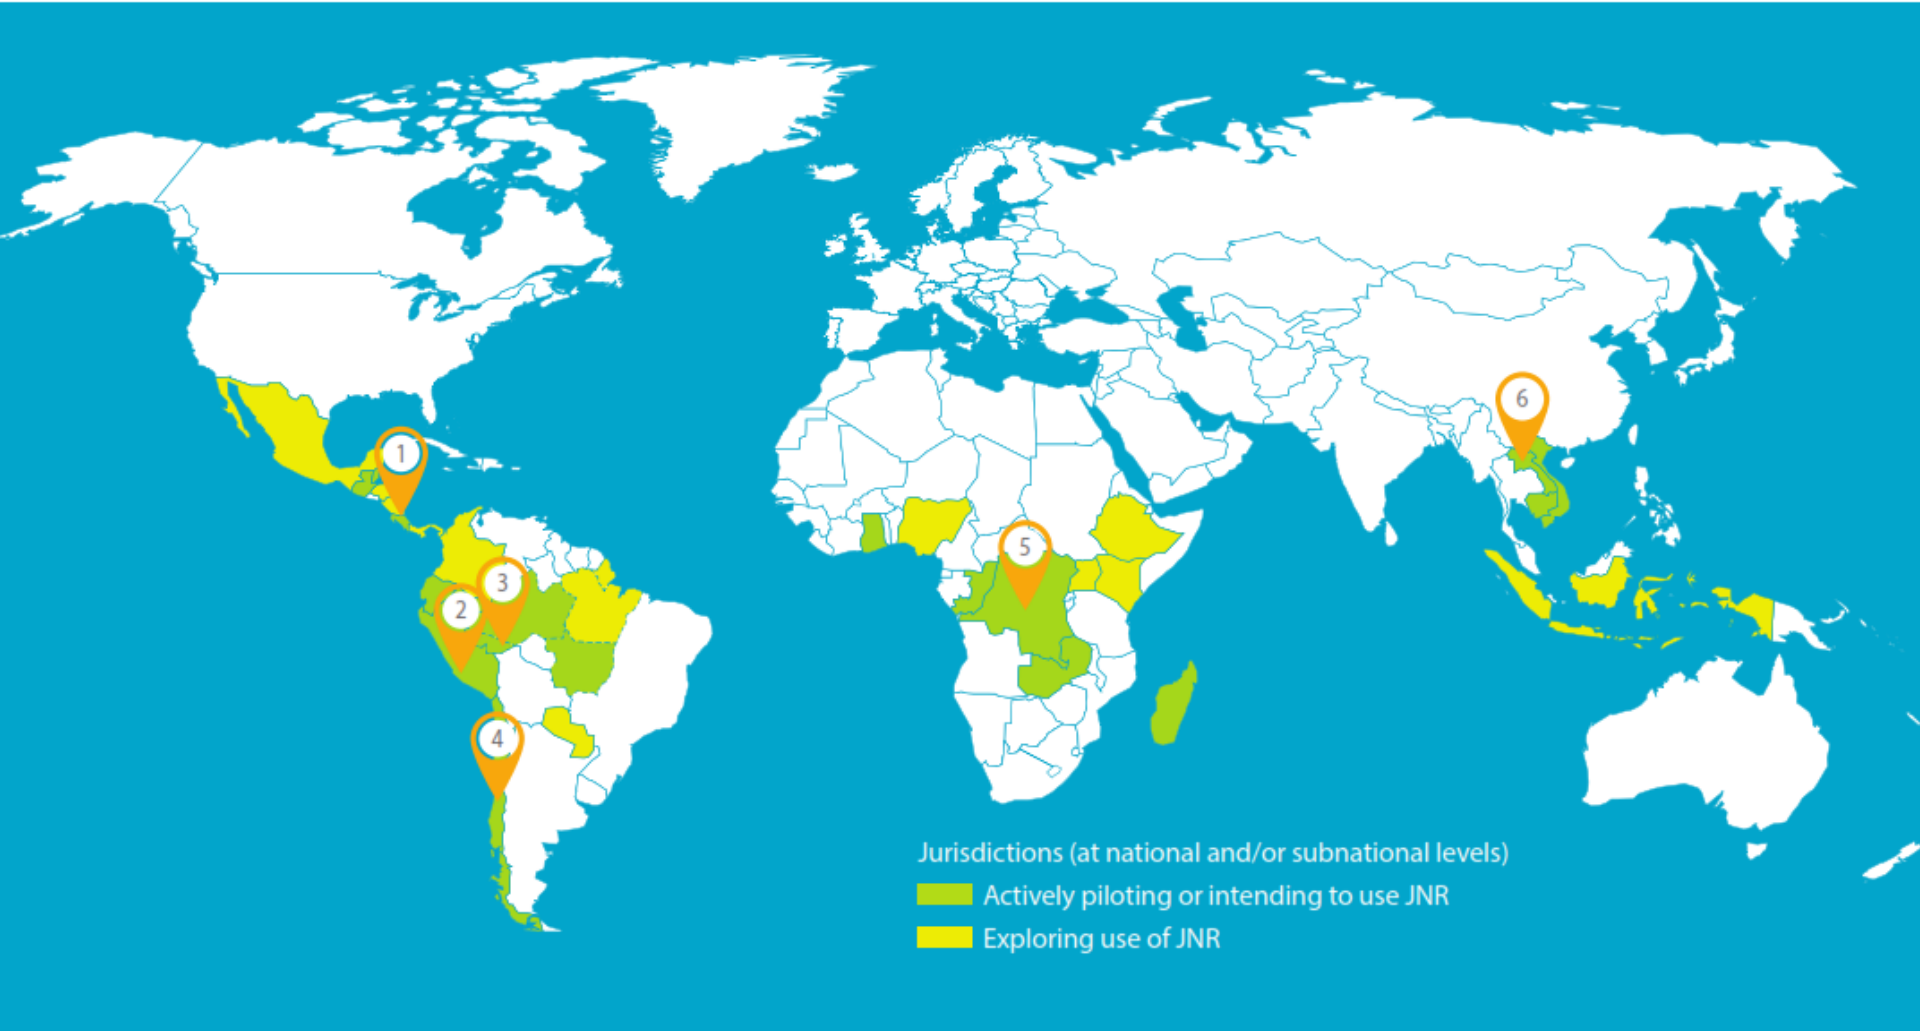 6
1
5
3
2
4
Jurisdictions (at national and/or subnational levels)
Actively piloting or intending to use JNR
Exploring use of JNR